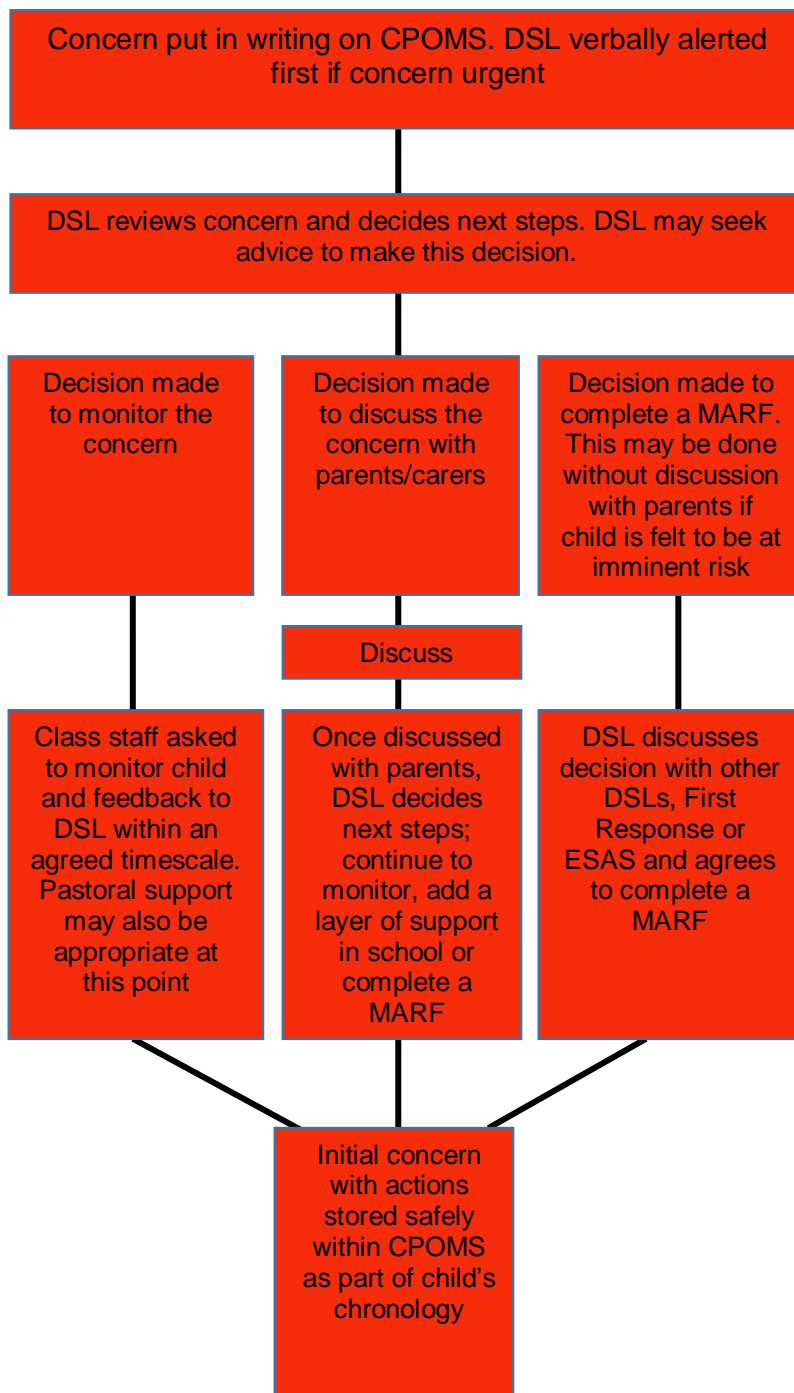 Concern put in writing on CPOMS. DSL verbally alerted
first if concern urgent
DSL reviews concern and decides next steps. DSL may seek
advice to make this decision.
Decision made
to monitor the
concern
Decision made
to discuss the
concern with
parents/carers
Decision made to
complete a MARF.
This may be done
without discussion
with parents if
child is felt to be at
imminent risk
Discuss
Class staff asked
to monitor child
and feedback to
DSL within an
agreed timescale.
Pastoral support
may also be
appropriate at
this point
Once discussed
with parents,
DSL decides
next steps;
continue to
monitor, add a
layer of support
in school or
complete a
MARF
DSL discusses
decision with other
DSLs, First
Response or
ESAS and agrees
to complete a
MARF
Initial concern
with actions
stored safely
within CPOMS
as part of child’s
chronology